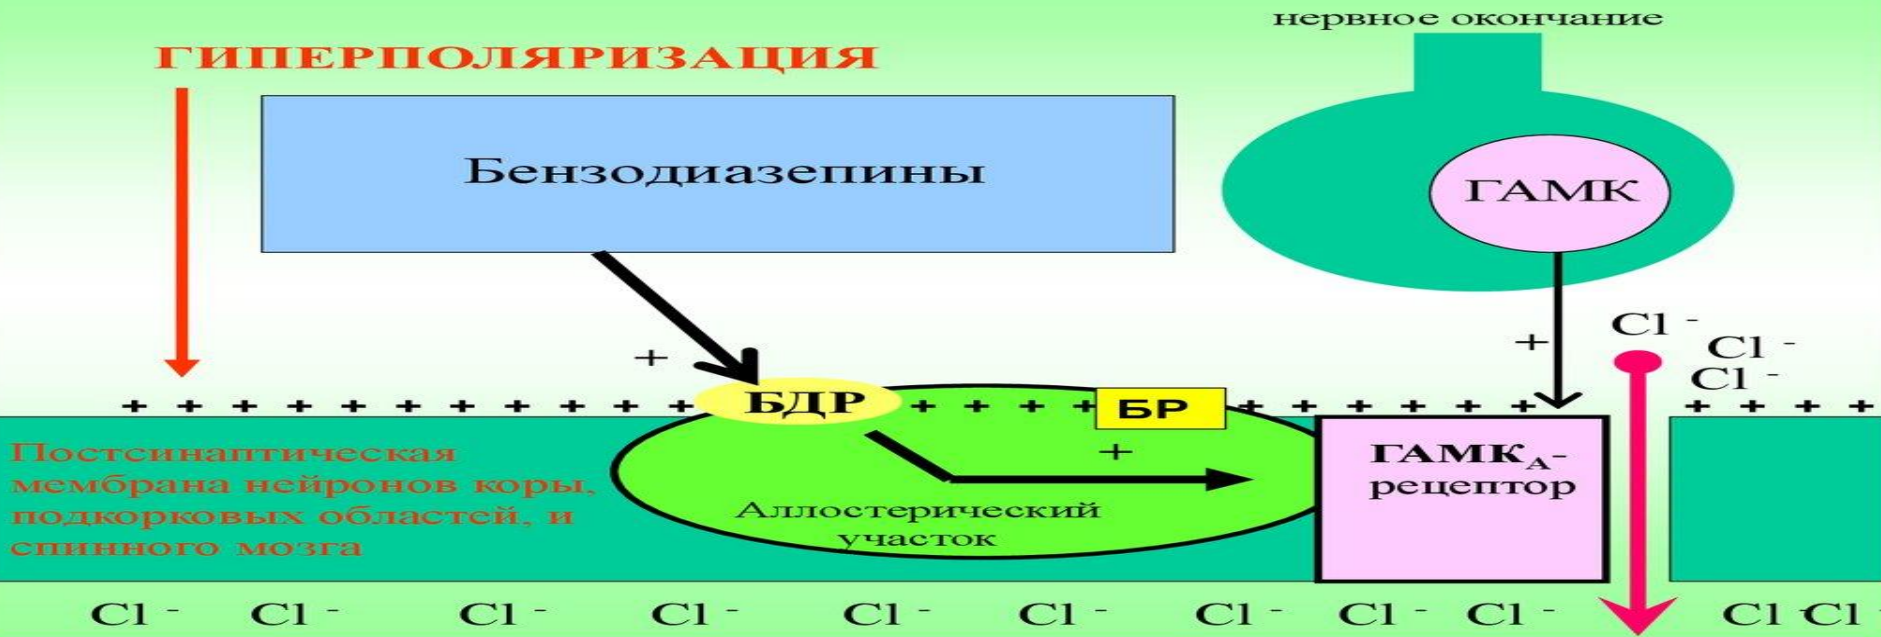 нервное окончание
ГИПЕРПОЛЯРИЗАЦИЯ
Бензодиазепины
ГАМК
Cl -
+
+
Cl -
Cl -
+ + + + + + + + + + +
БДР
+ + + +
БР
+ + + + + +
+ + + +
Постсинаптическая
мембрана нейронов коры,
подкорковых областей, и
спинного мозга
+
Аллостерический
участок
ГАМКА-
рецептор
Cl - Cl - Cl - Cl - Cl - Cl - Cl - Cl - Cl - Cl - Cl